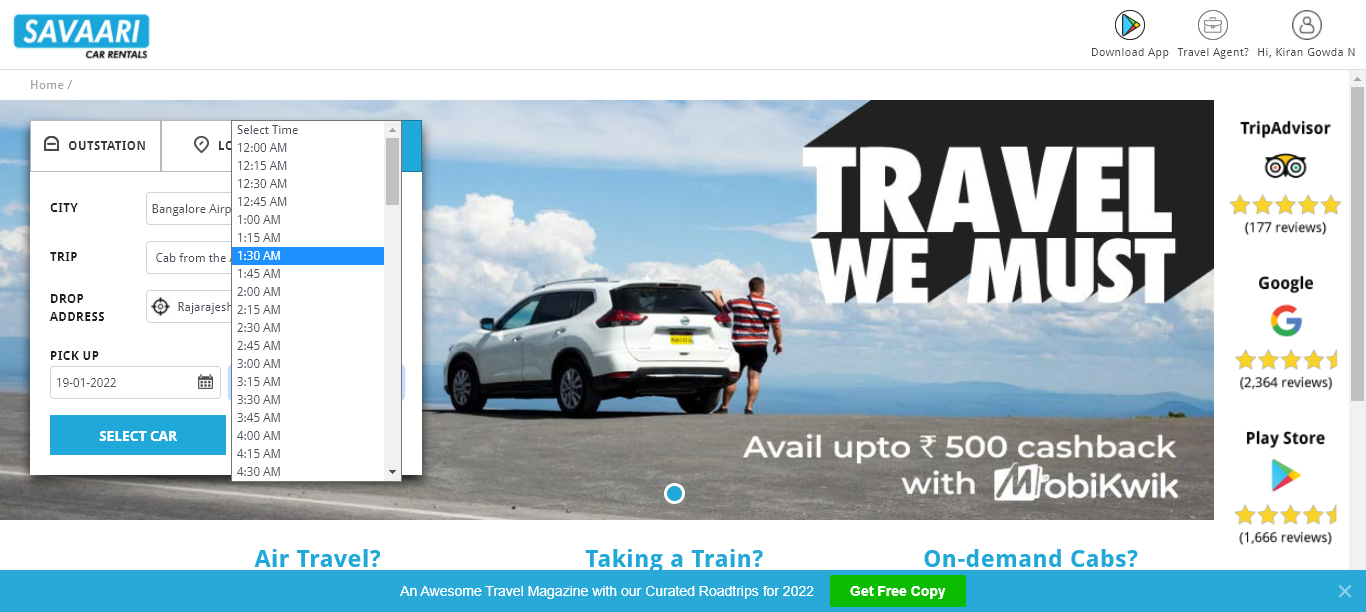 SAVAARI
CAR RENTALS
Download App
Travel Agent?
Hi, Kiran Gowda N
Home /
OUTSTATION
LO
CITY
Bangalore Airp
TRIP
Cab from the A
DROP
ADDRESS
Rajarajesh
PICK UP
19-01-2022
SELECT CAR
Select Time
12:00 AM
12:15 AM
12:30 AM
12:45 AM
1:00 AM
1:15 AM
1:30 AM
1:45 AM
2:00 AM
2:15 AM
2:30 AM
2:45 AM
3:00 AM
3:15 AM
3:30 AM
3:45 AM
4:00 AM
4:15 AM
4:30 AM
TRAVEL
WE MUST
Avail upto ₹ 500 cashback
with MobiKwik
TripAdvisor
(177 reviews)
Google
G
(2,364 reviews)
Play Store
(1,666 reviews)
Air Travel?
Taking a Train?
On-demand Cabs?
An Awesome Travel Magazine with our Curated Roadtrips for 2022
Get Free Copy